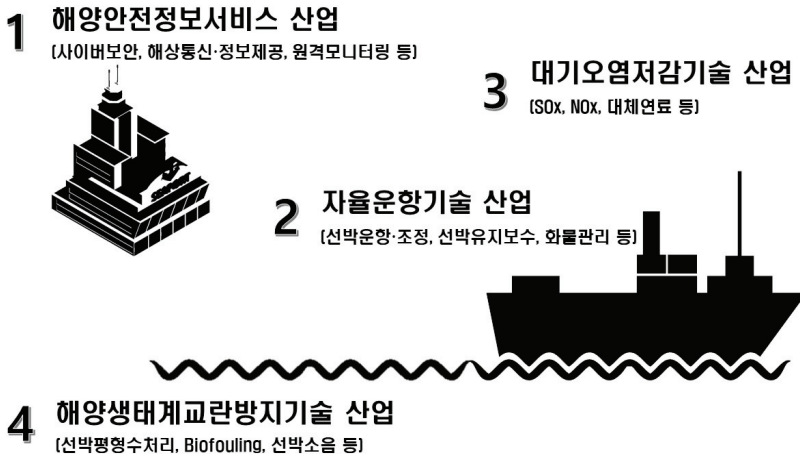 1 해양안전정보서비스 산업
(사이버보안, 해상통신·정보제공, 원격모니터링 등)
3 대기오염저감기술 산업
(SOx, NOx, 대체연료 등)
2 자율운항기술 산업
(선박운항·조정, 선박유지보수, 화물관리 등)
4 해양생태계교란방지기술 산업
(선박평형수처리, Biofouling, 선박소음 등)